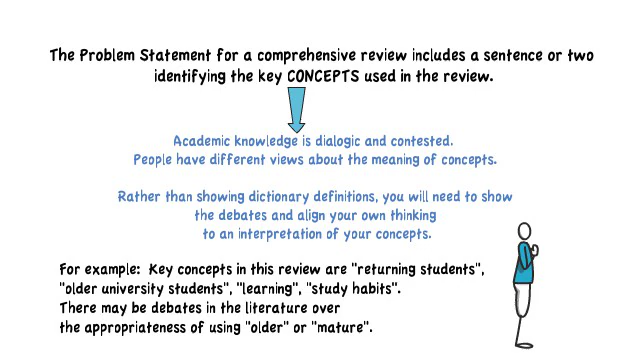 The Problem Statement for a comprehensive review includes a sentence or two
identifying the key CONCEPTS used in the review.
Academic knowledge is dialogic and contested.
People have different views about the meaning of concepts.
Rather than showing dictionary definitions, you will need to show
the debates and align your own thinking
to an interpretation of your concepts.
For example: Key concepts in this review are "returning students",
"older university students", "learning", "study habits".
There may be debates in the literature over
the appropriateness of using "older" or "mature".